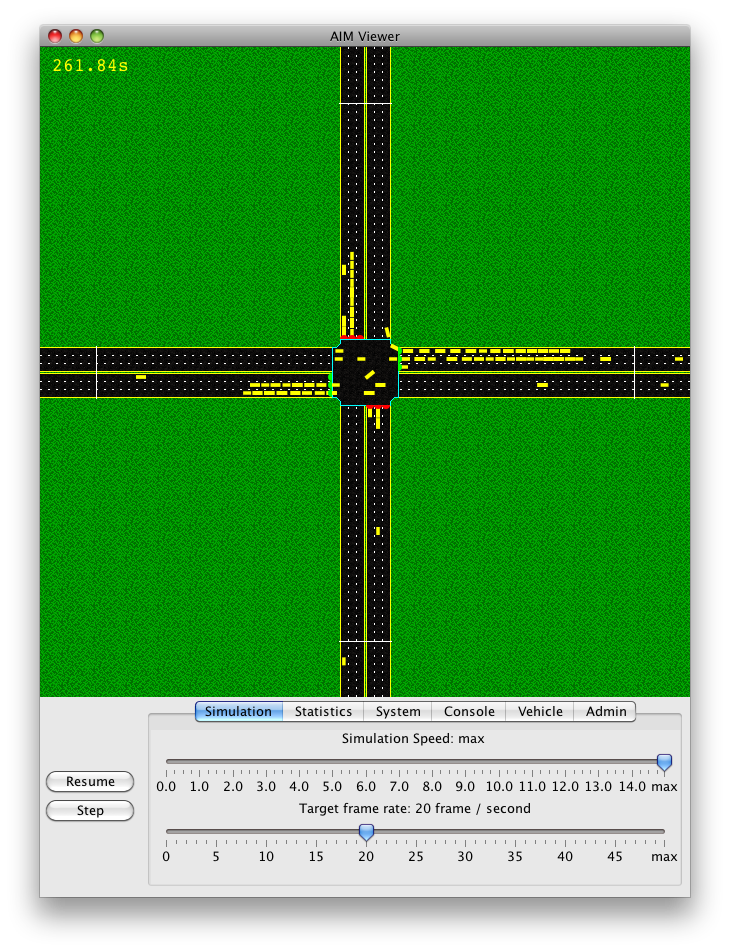 AIM Viewer
261.84s
Simulation Statistics System Console Vehicle Admin
Simulation Speed: max
Resume
0.0 1.0 2.0 3.0 4.0 5.0 6.0 7.0 8.0 9.0 10.0 11.0 12.0 13.0 14.0 max
Step
Target frame rate: 20 frame / second
0 5 10 15 20 25 30 35 40 45 max